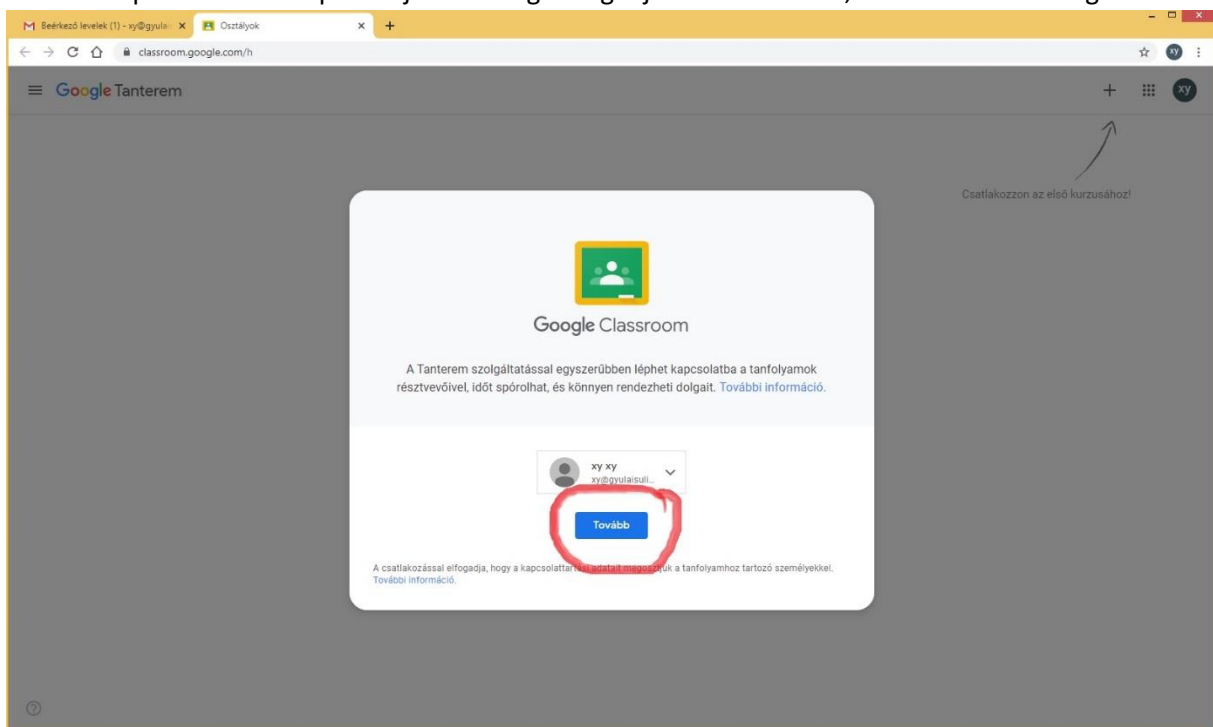 Beérkező levelek (1) - xy@gyula
Osztályok
classroom.google.com/h
xy
Google Tanterem
xy
Csatlakozzon az első kurzusához!
Google Classroom
A Tanterem szolgáltatással egyszerűbben léphet kapcsolatba a tanfolyamok
résztvevőivel, időt spórolhat, és könnyen rendezheti dolgait. További információ.
xy xy
xy@gyulaisuli...
Tovább
A csatlakozással elfogadja, hogy a kapcsolattartási adatait megosztjuk a tanfolyamhoz tartozó személyekkel.
További információ.